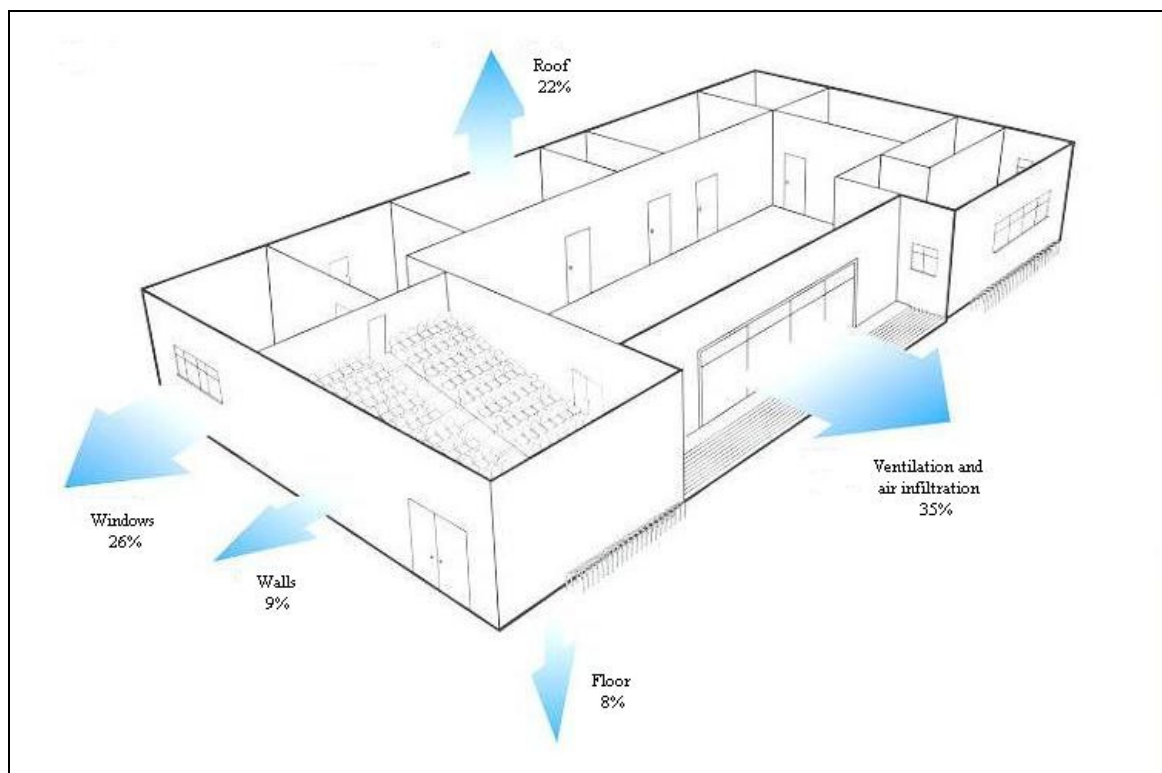 Roof
22%
Ventilation and
air infiltration
35%
Windows
26%
Walls
9%
Floor
8%